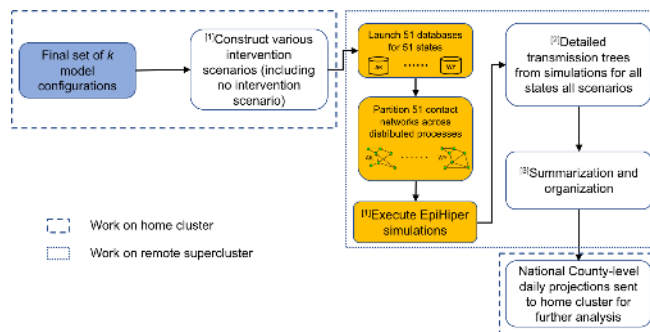 Final set of k
model
configurations
[1]Construct various
intervention
scenarios (including
no intervention
scenario)
Launch 51 databases
for 51 states
......
Partition 51 contact
networks across
distributed processes
......
[1]Execute EpiHiper
simulations
Detailed
transmission trees
from simulations for all
states all scenarios
[3]Summarization and
organization
National County-level
daily projections sent
to home cluster for
further analysis
Work on home cluster
Work on remote supercluster